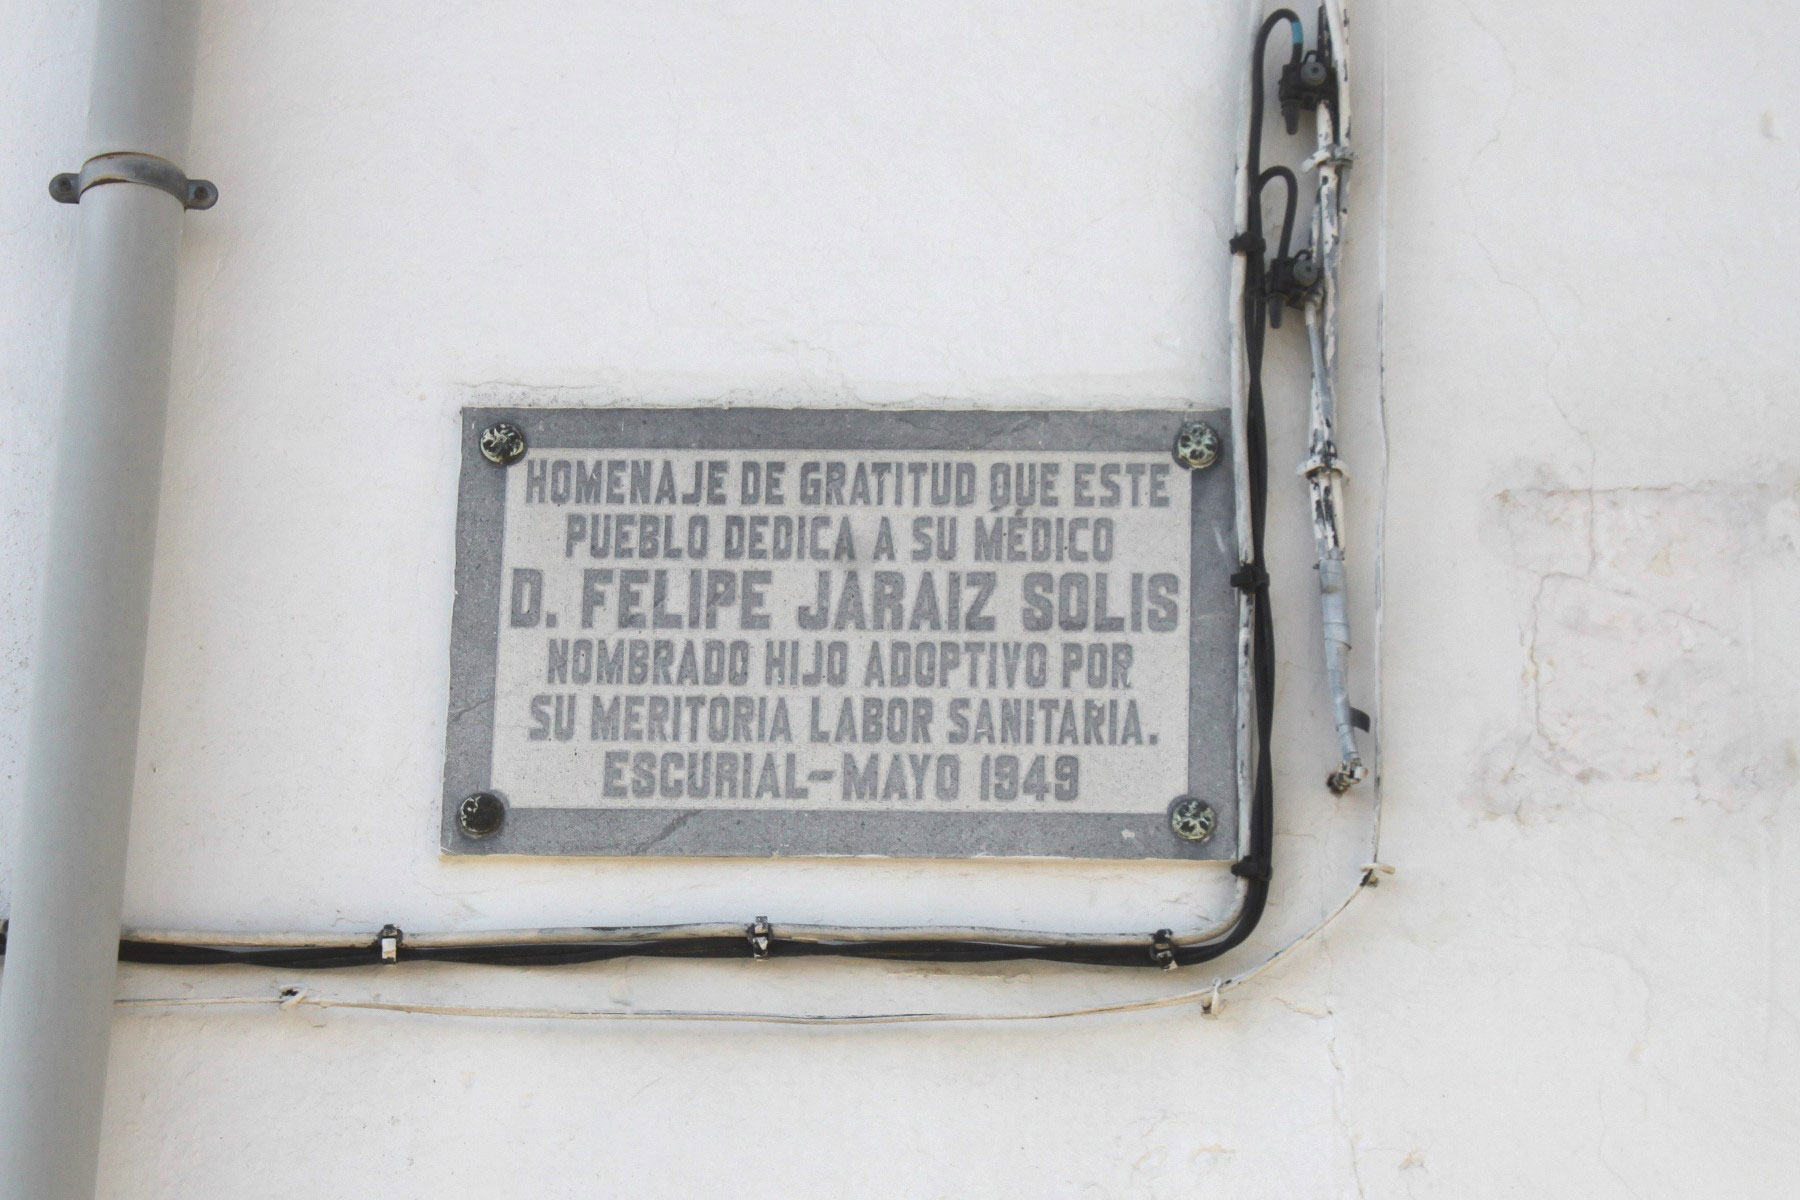 HOMENAJE DE GRATITUD QUE ESTE
PUEBLO DEDICA A SU MÉDICO
D. FELIPE JARAIZ SOLIS
NOMBRADO HIJO ADOPTIVO POR
SU MERITORIA LABOR SANITARIA.
ESCURIAL-MAYO 1949